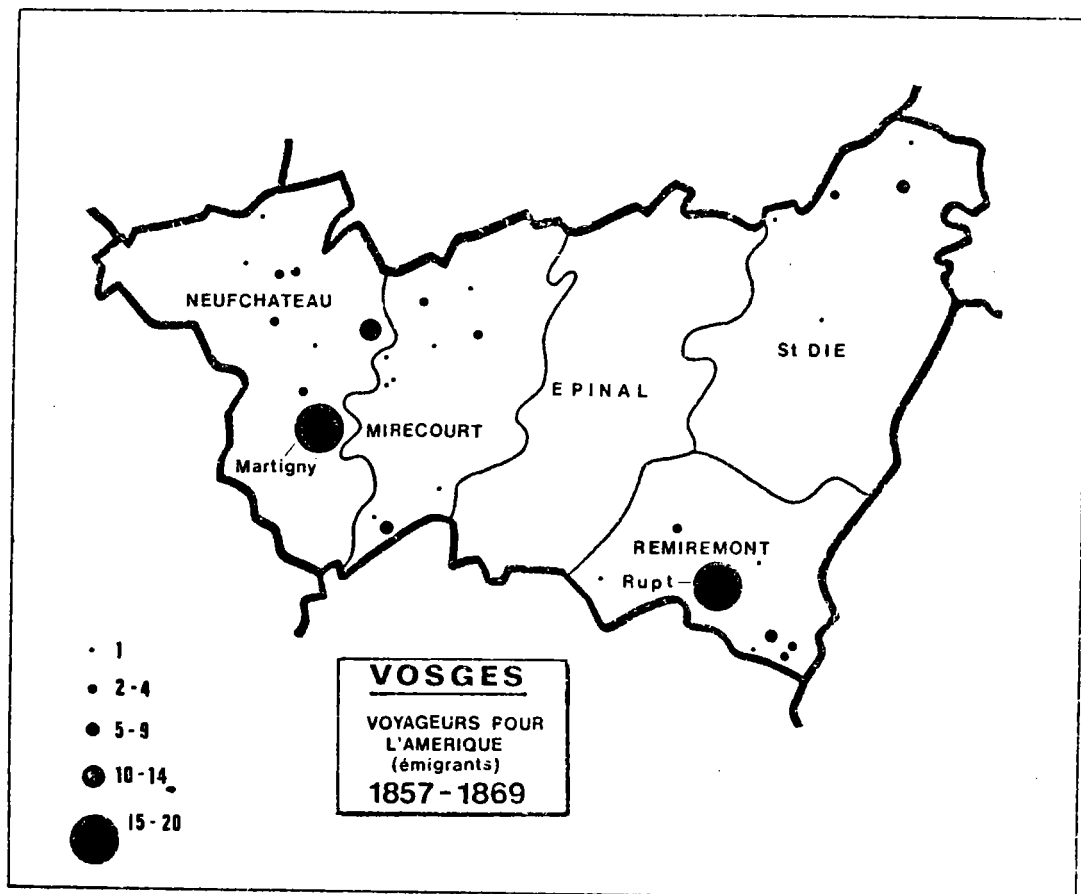 NEUFCHATEAU
St DIE
EPINAL
MIRECOURT
Martigny
REMIREMONT
Rupt
1
2-4
5-9
10-14
15-20
VOSGES
VOYAGEURS POUR
L'AMERIQUE
(émigrants)
1857-1869